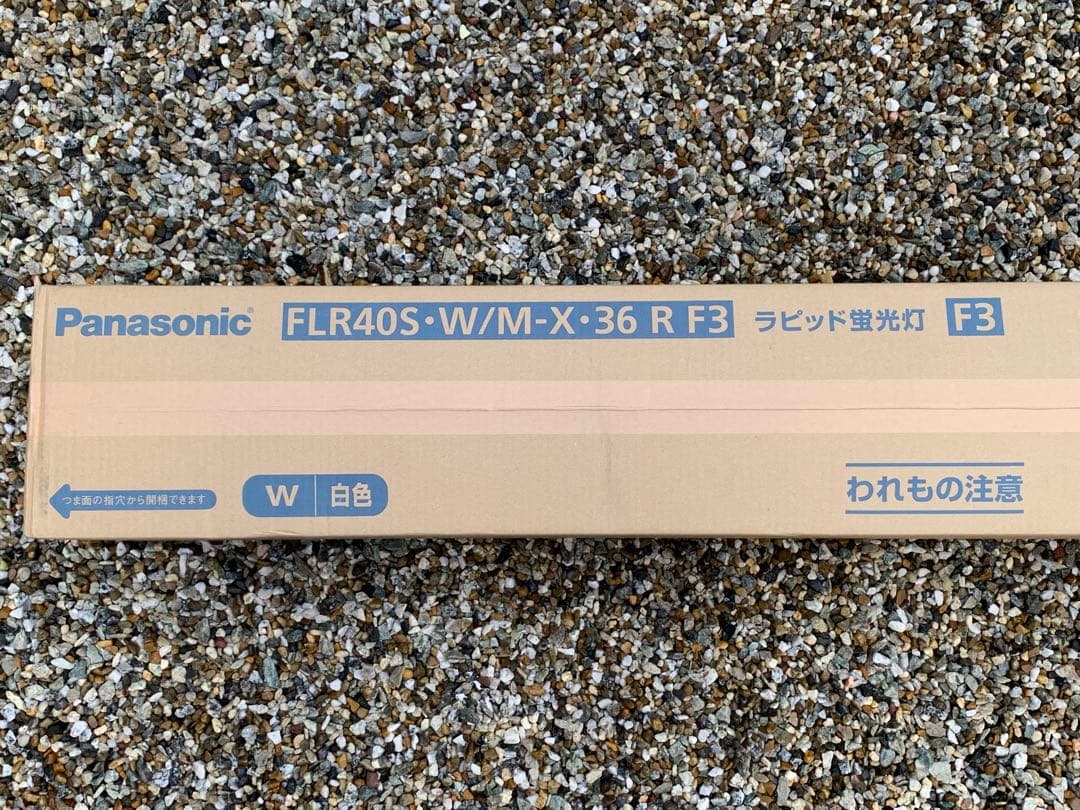 Panasonic FLR40S・W/M-X・36 R F3 ラピッド蛍光灯 F3
つま面の指穴から開梱できます W 白色 われもの注意